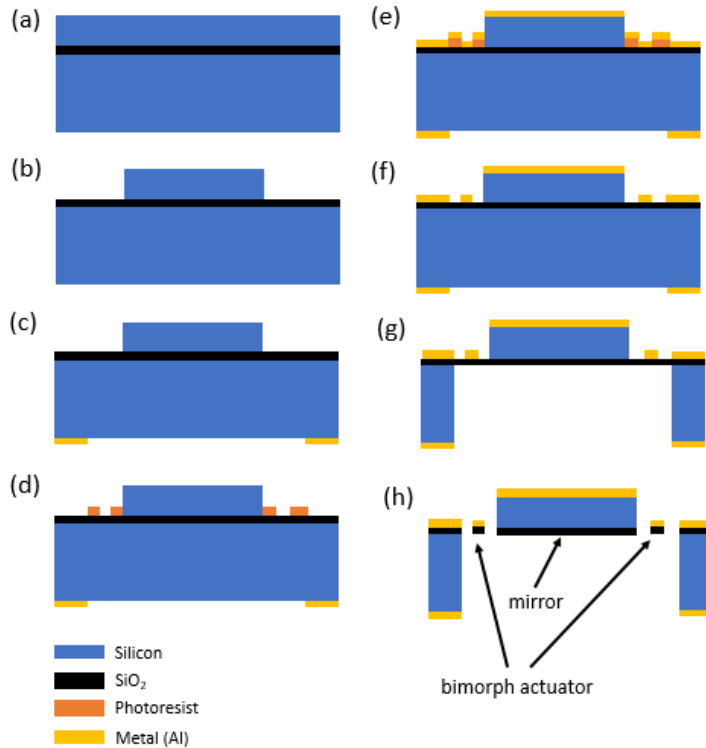 (a)
(b)
(c)
(d)
(e)
(f)
(g)
(h)
mirror
bimorph actuator
Silicon
SiO₂
Photoresist
Metal (Al)